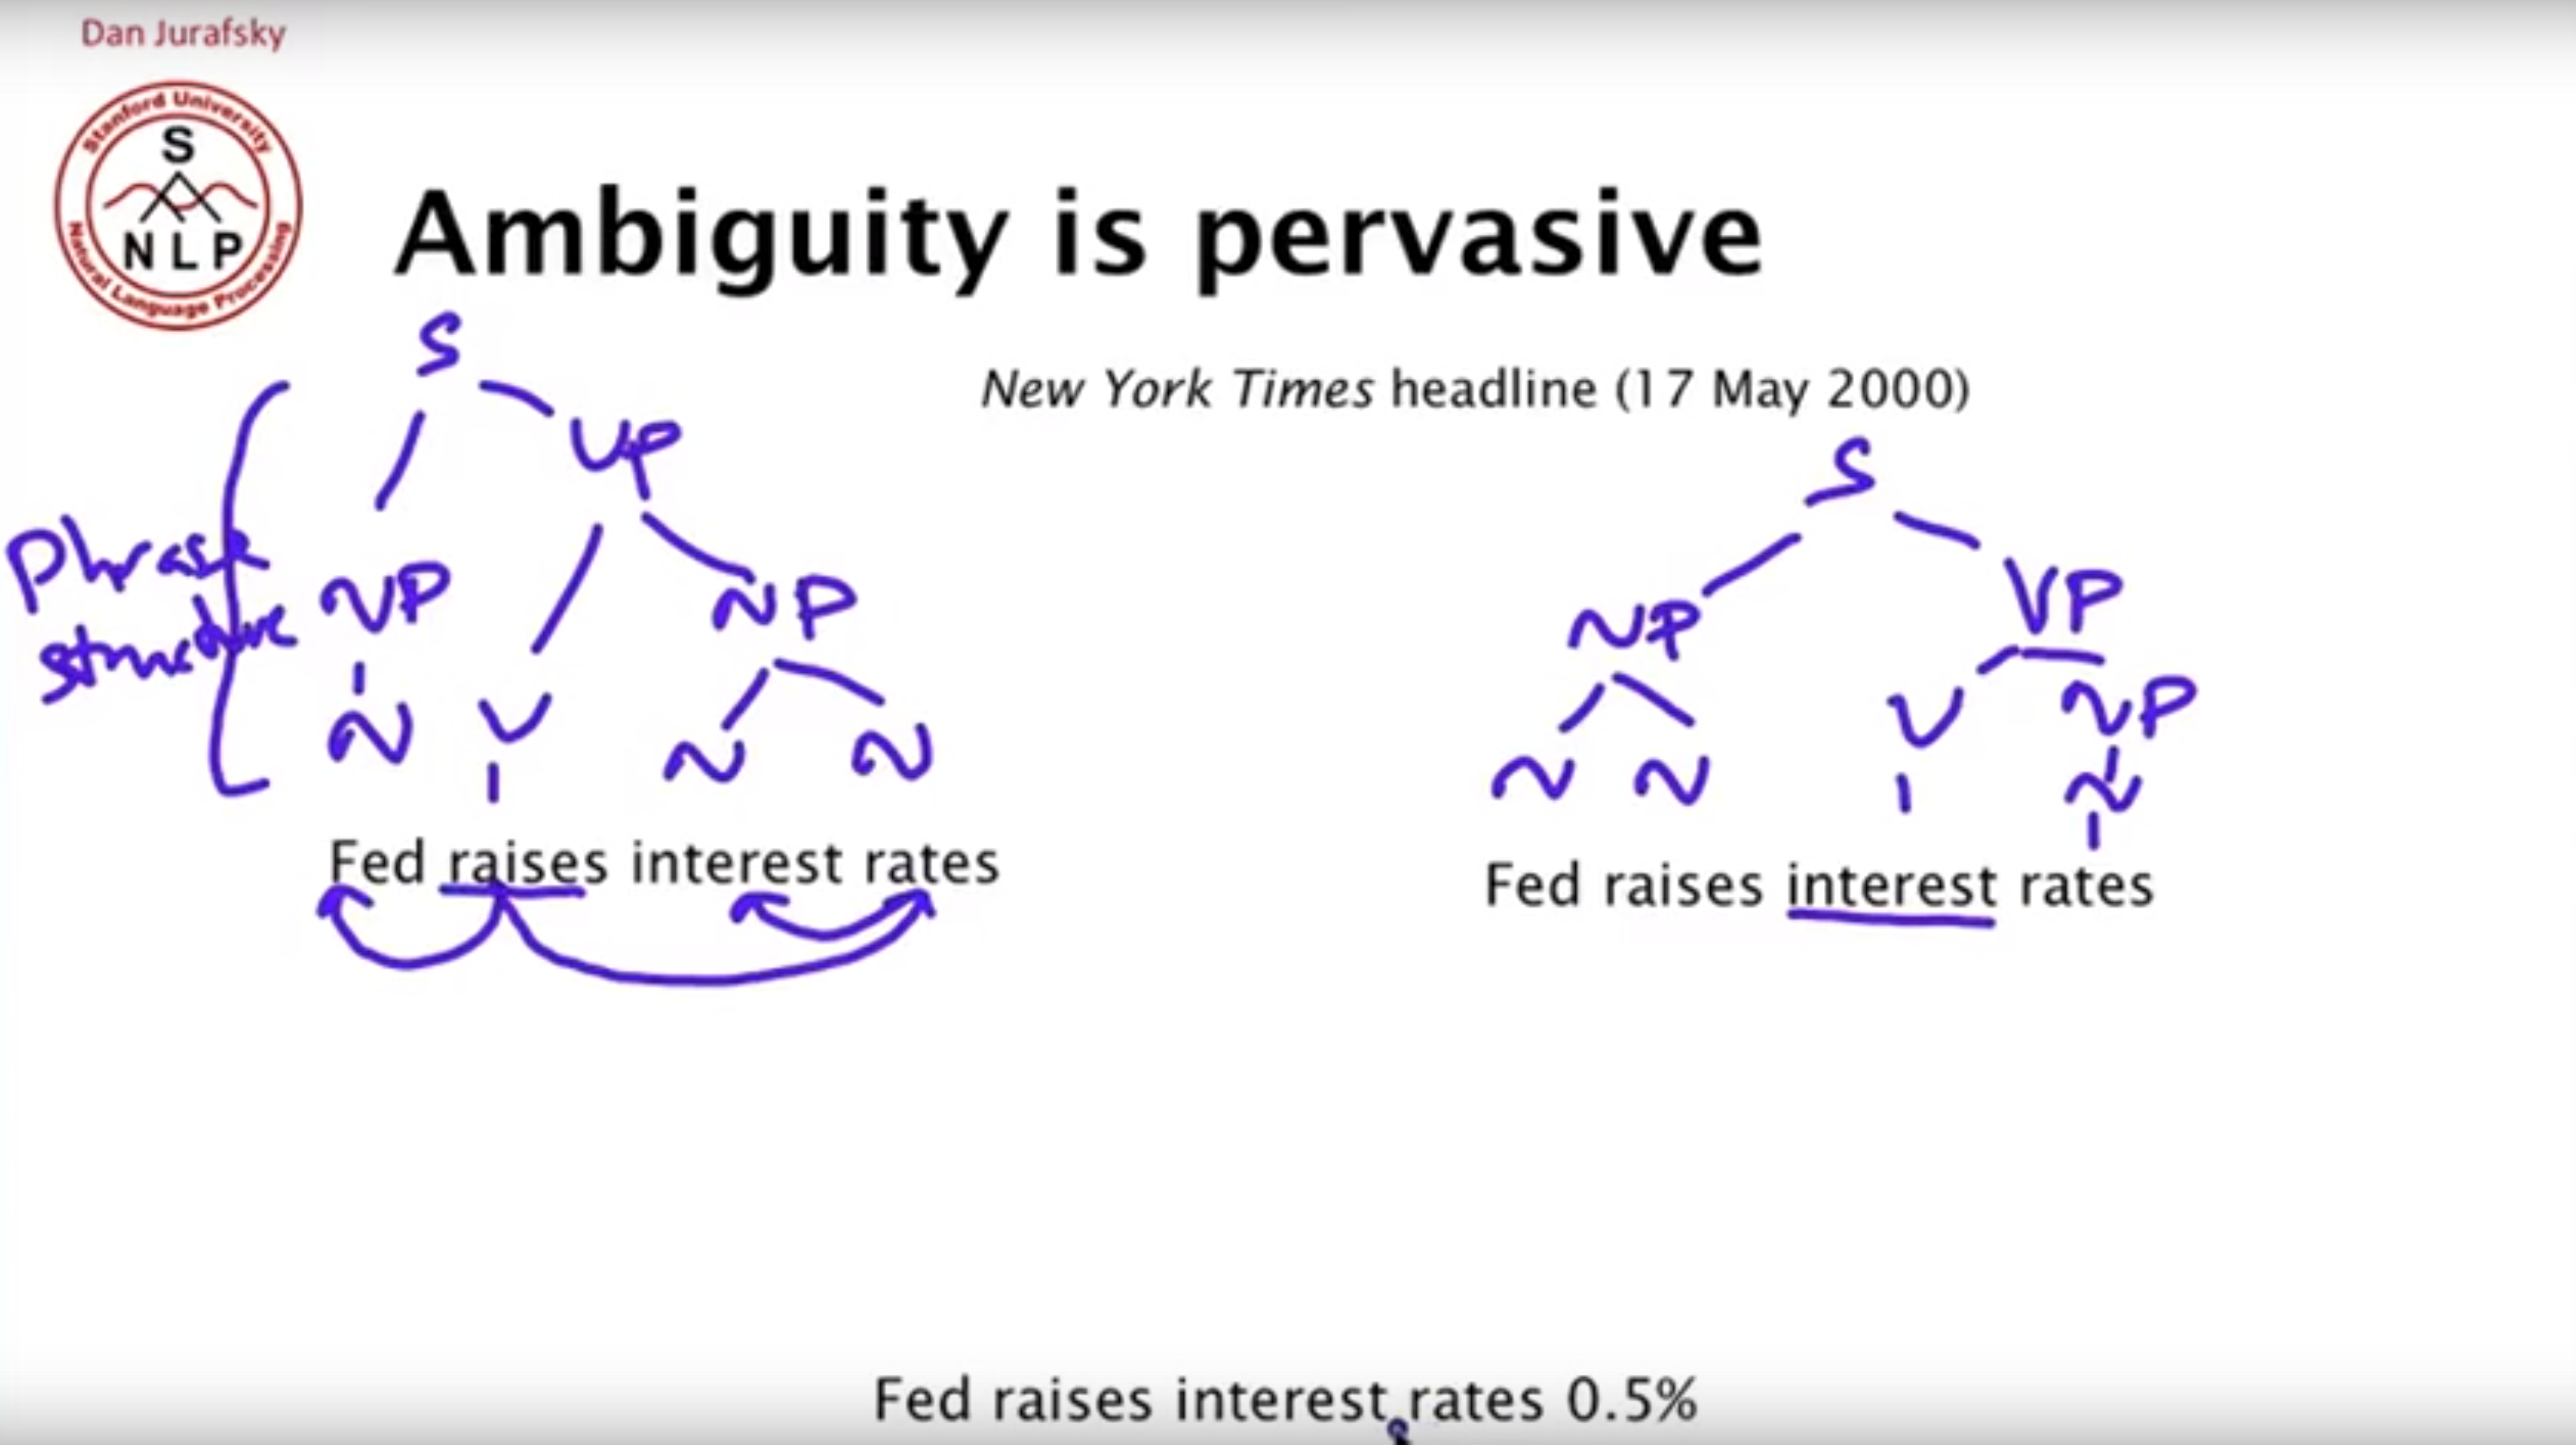 Dan Jurafsky
Stanford University
S
NLP
Natural Language Processing
Ambiguity is pervasive
New York Times headline (17 May 2000)
Phrase
structure
S
VP
NP
NP
N
V
N
N
Fed raises interest rates
S
NP
VP
V
NP
N
N
N
Fed raises interest rates
Fed raises interest rates 0.5%